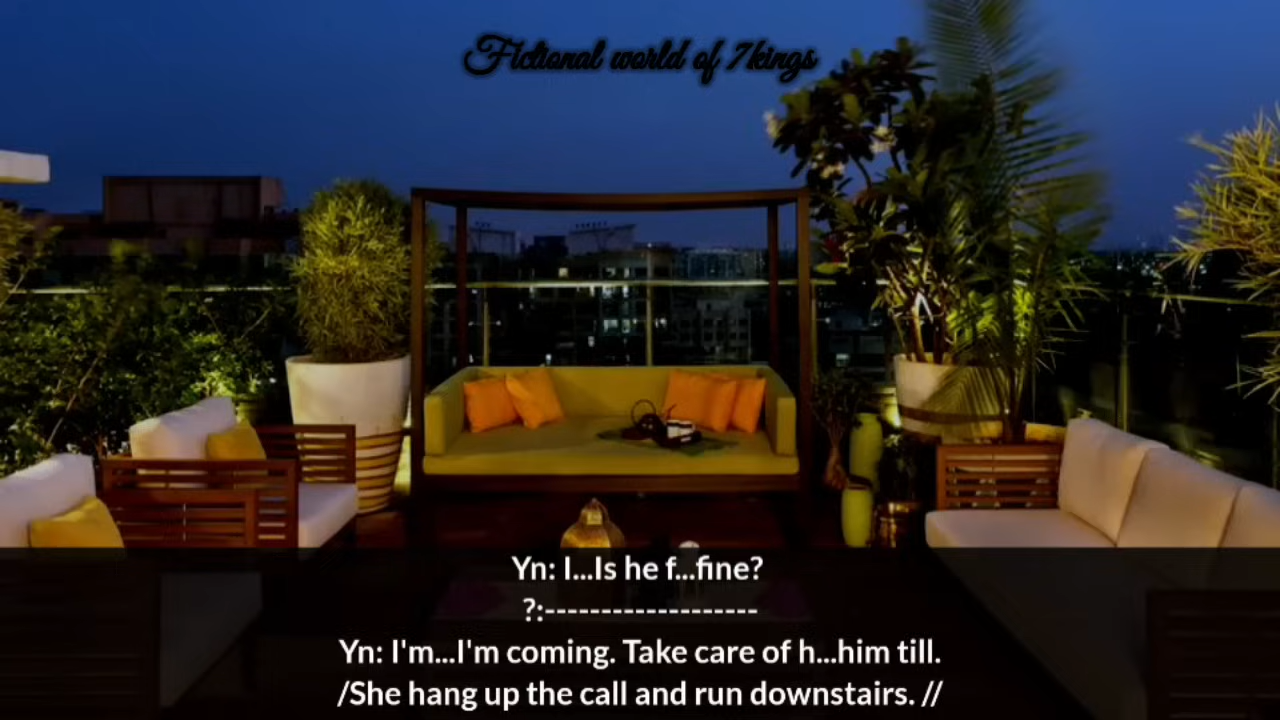 Fictional world of 7kings
Yn: I...Is he f...fine?
?:-------------------
Yn: I'm...I'm coming. Take care of h...him till.
/She hang up the call and run downstairs. //